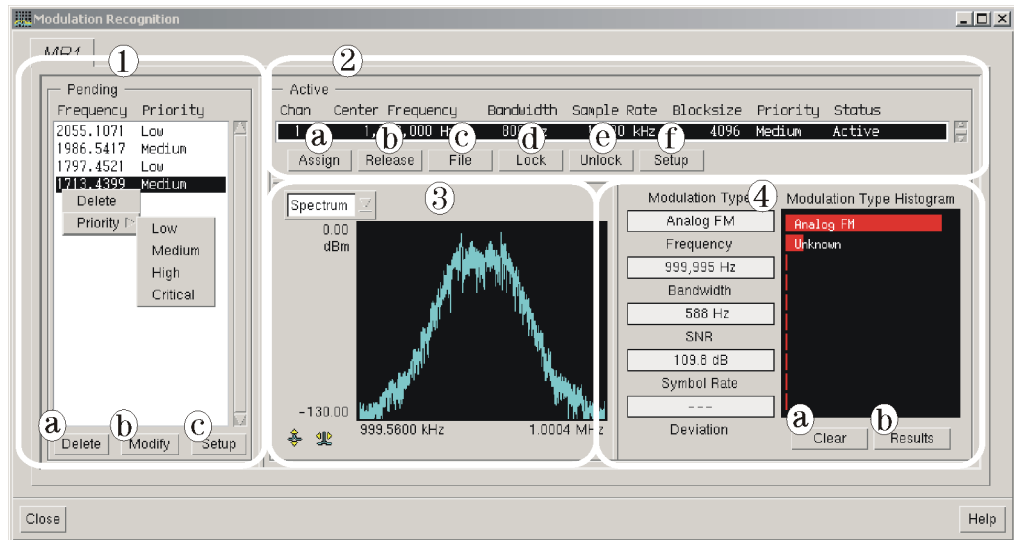 Modulation Recognition
MR1
1
2
Pending
Frequency Priority
2055.1071 Low
1986.5417 Medium
1797.4521 Low
1713.4399 Medium
Delete
Priority
Low
Medium
High
Critical
a b c
Delete Modify Setup
Active
Chan Center Frequency Bandwidth Sample Rate Blocksize Priority Status
1 kHz 4096 Medium Active
a b c d e f
Assign Release File Lock Unlock Setup
3
Spectrum
0.00
dBm
-130.00
999.5600 kHz 1.0004 MHz
4
Modulation Type
Analog FM
Frequency
999,995 Hz
Bandwidth
588 Hz
SNR
109.8 dB
Symbol Rate
---
Deviation
Modulation Type Histogram
Analog FM
Unknown
a b
Clear Results
Close Help